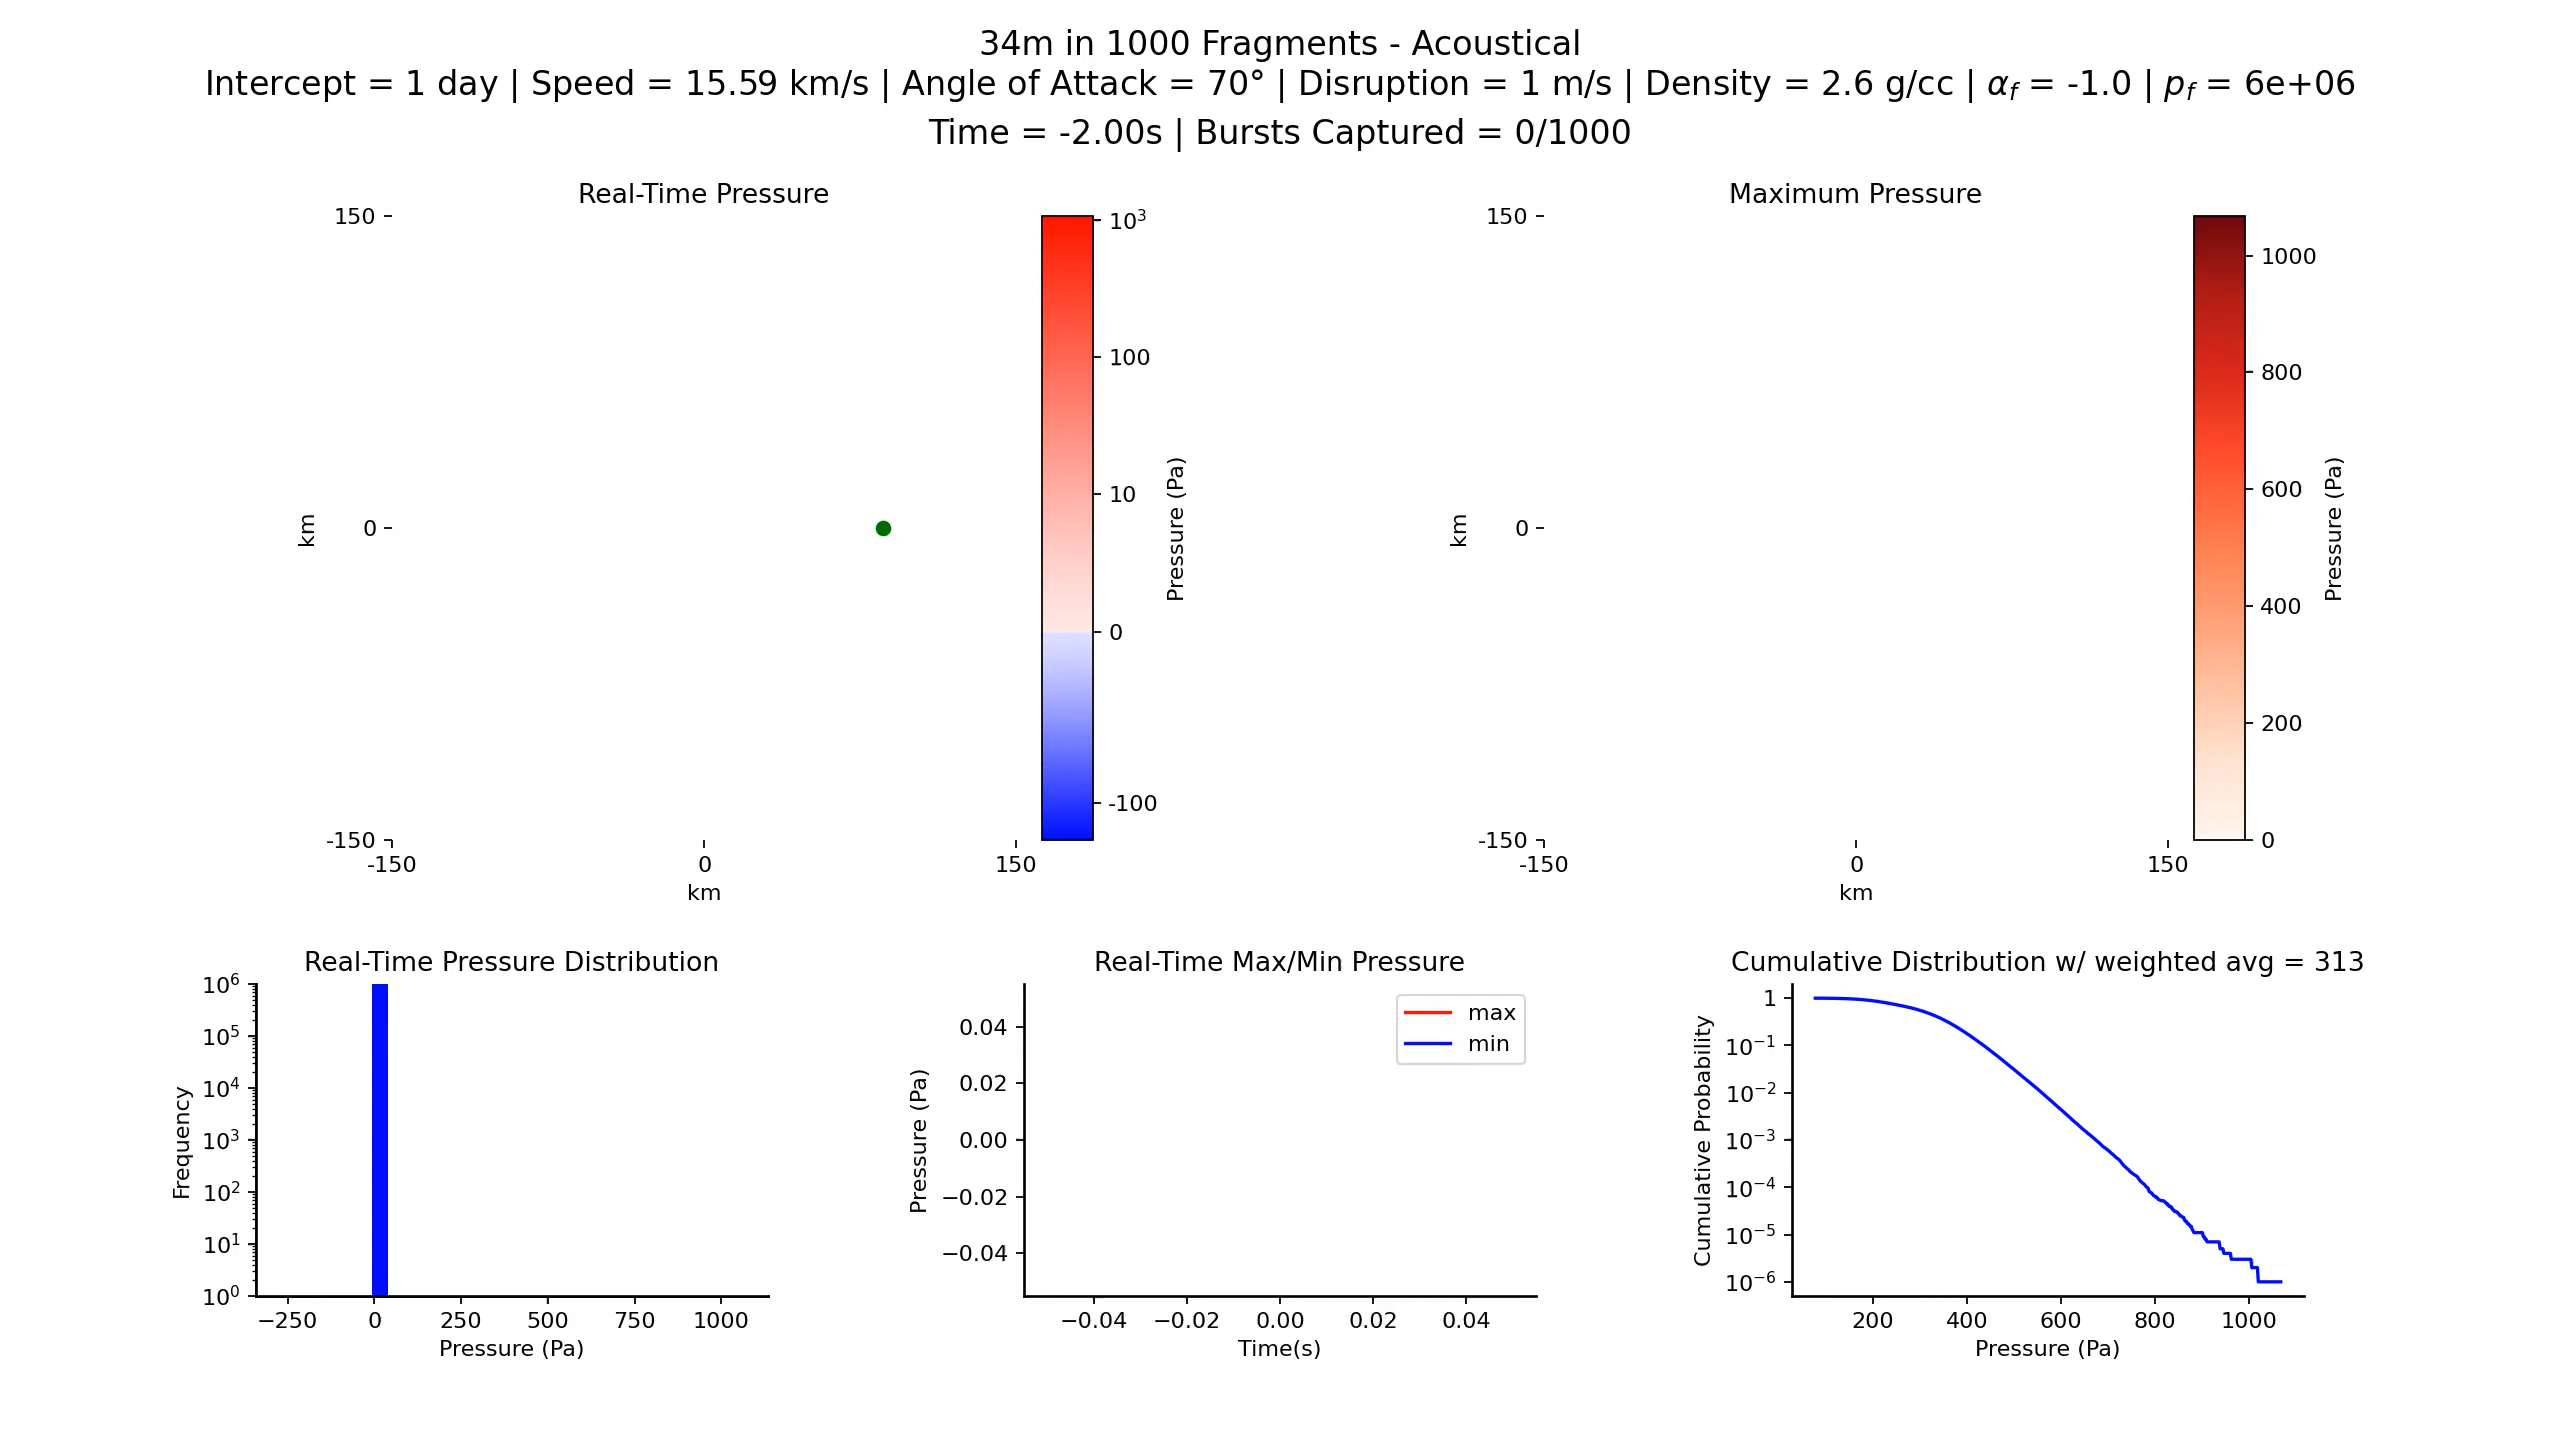 34m in 1000 Fragments - Acoustical
Intercept = 1 day | Speed = 15.59 km/s | Angle of Attack = 70° | Disruption = 1 m/s | Density = 2.6 g/cc | α_f = -1.0 | p_f = 6e+06
Time = -2.00s | Bursts Captured = 0/1000
Real-Time Pressure
150
0
-150
km
-150
0
150
km
10³
100
10
0
-100
Pressure (Pa)
Maximum Pressure
150
0
-150
km
-150
0
150
km
1000
800
600
400
200
0
Pressure (Pa)
Real-Time Pressure Distribution
10⁶
10⁵
10⁴
10³
10²
10¹
10⁰
Frequency
−250
0
250
500
750
1000
Pressure (Pa)
Real-Time Max/Min Pressure
max
min
0.04
0.02
0.00
−0.02
−0.04
Pressure (Pa)
−0.04
−0.02
0.00
0.02
0.04
Time(s)
Cumulative Distribution w/ weighted avg = 313
1
10⁻¹
10⁻²
10⁻³
10⁻⁴
10⁻⁵
10⁻⁶
Cumulative Probability
200
400
600
800
1000
Pressure (Pa)